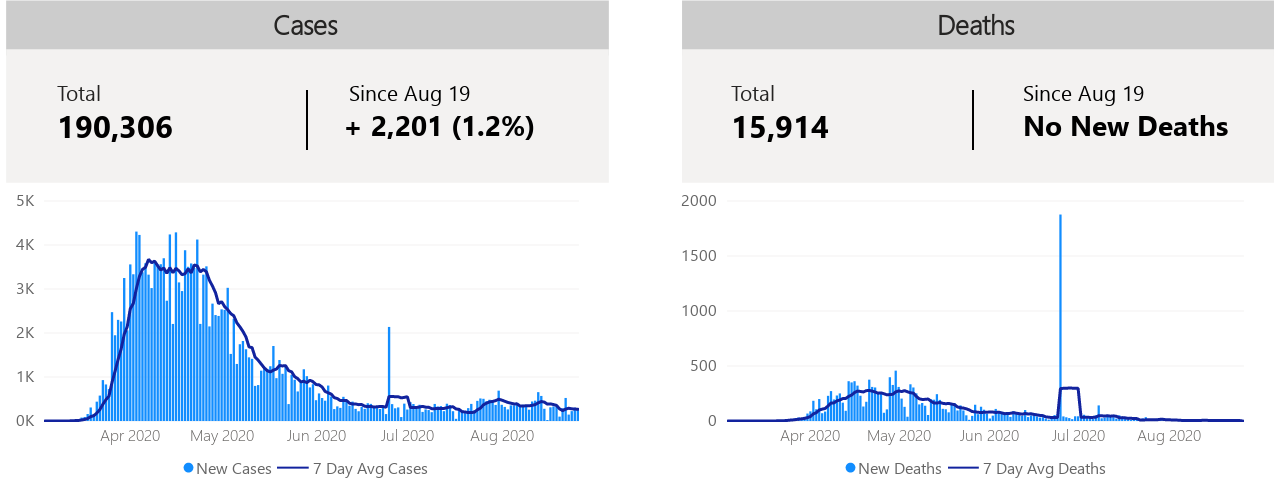 Cases
Total
190,306
Since Aug 19
+ 2,201 (1.2%)
5K
4K
3K
2K
1K
0K
Apr 2020 May 2020 Jun 2020 Jul 2020 Aug 2020
New Cases 7 Day Avg Cases
Deaths
Total
15,914
Since Aug 19
No New Deaths
2000
1500
1000
500
0
Apr 2020 May 2020 Jun 2020 Jul 2020 Aug 2020
New Deaths 7 Day Avg Deaths